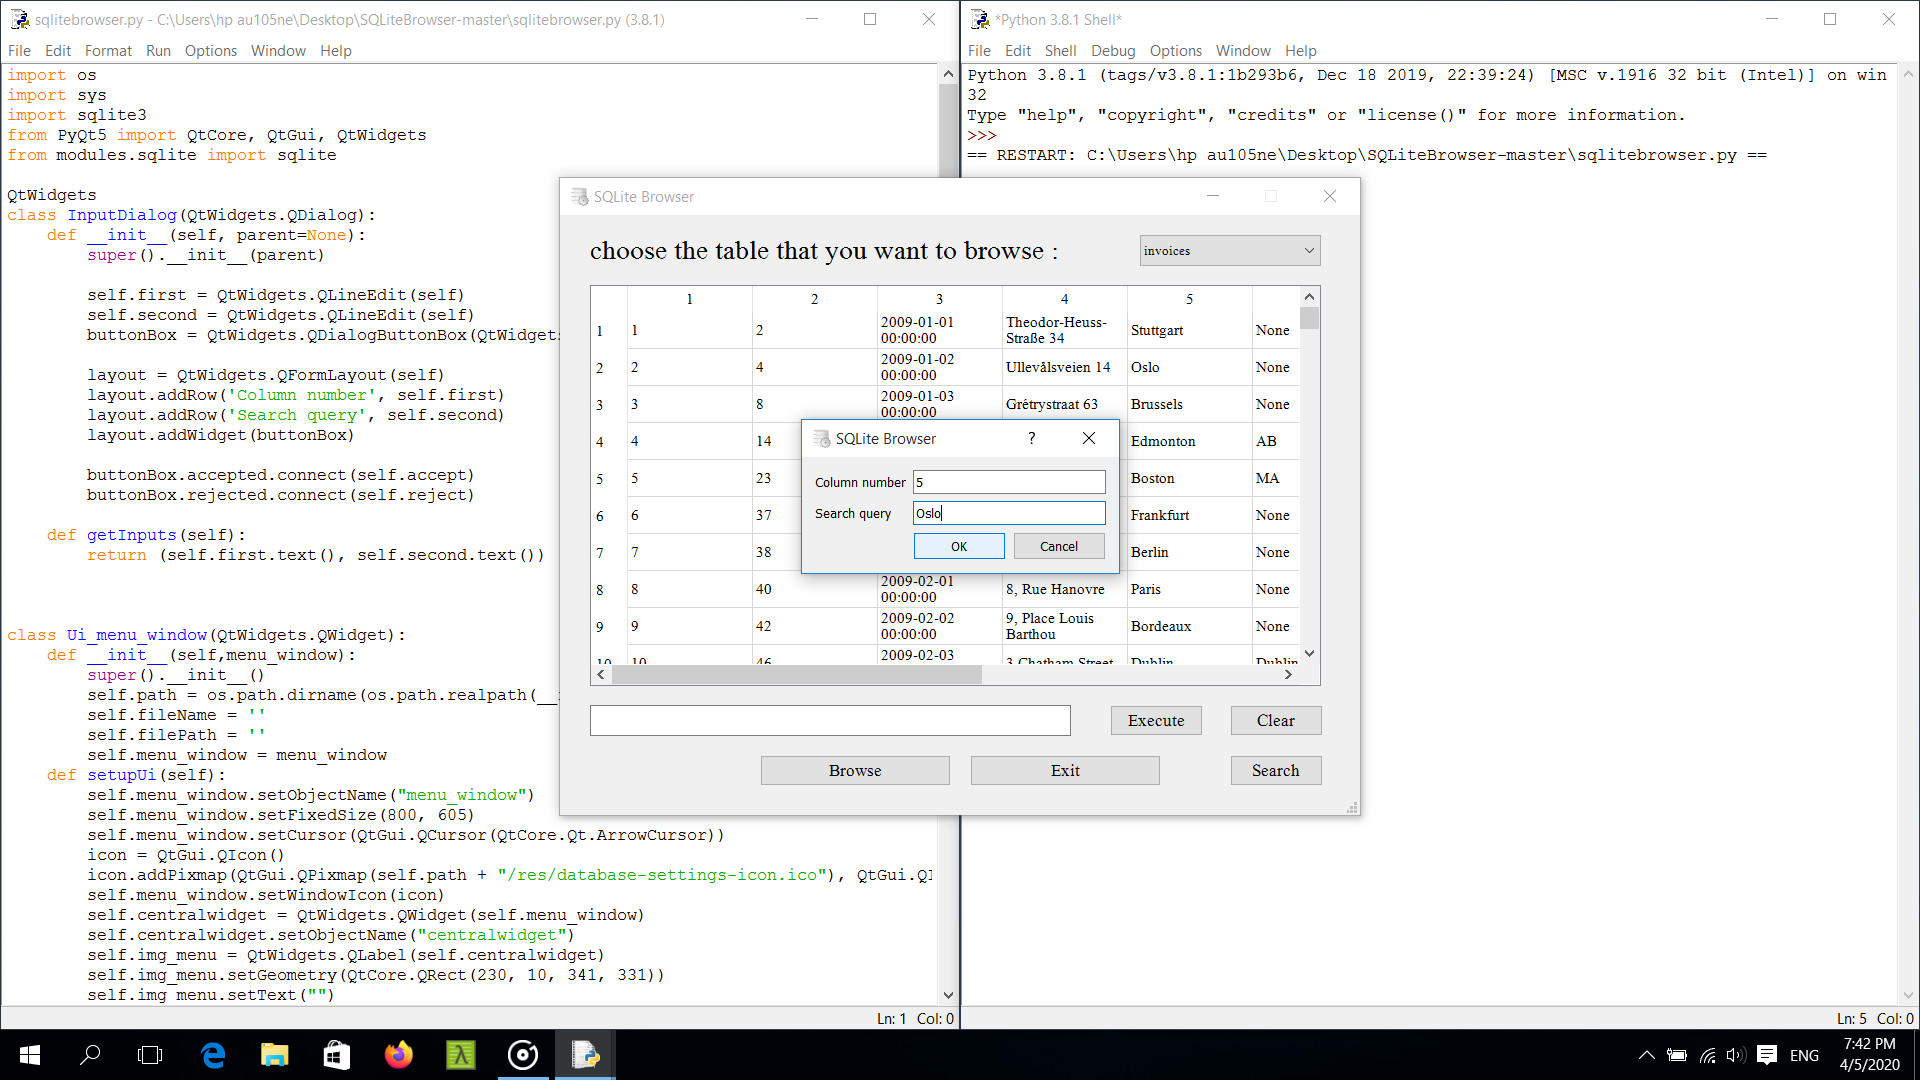 sqlitebrowser.py - C:\Users\hp au105ne\Desktop\SQLiteBrowser-master\sqlitebrowser.py (3.8.1)
File Edit Format Run Options Window Help
import os
import sys
import sqlite3
from PyQt5 import QtCore, QtGui, QtWidgets
from modules.sqlite import sqlite
QtWidgets
class InputDialog(QtWidgets.QDialog):
def __init__(self, parent=None):
super().__init__(parent)
self.first = QtWidgets.QLineEdit(self)
self.second = QtWidgets.QLineEdit(self)
buttonBox = QtWidgets.QDialogButtonBox(QtWidget
layout = QtWidgets.QFormLayout(self)
layout.addRow('Column number', self.first)
layout.addRow('Search query', self.second)
layout.addWidget(buttonBox)
buttonBox.accepted.connect(self.accept)
buttonBox.rejected.connect(self.reject)
def getInputs(self):
return (self.first.text(), self.second.text())
class Ui_menu_window(QtWidgets.QWidget):
def __init__(self,menu_window):
super().__init__()
self.path = os.path.dirname(os.path.realpath(__
self.fileName = ''
self.filePath = ''
self.menu_window = menu_window
def setupUi(self):
self.menu_window.setObjectName("menu_window")
self.menu_window.setFixedSize(800, 605)
self.menu_window.setCursor(QtGui.QCursor(QtCore.Qt.ArrowCursor))
icon = QtGui.QIcon()
icon.addPixmap(QtGui.QPixmap(self.path + "/res/database-settings-icon.ico"), QtGui.QI
self.menu_window.setWindowIcon(icon)
self.centralwidget = QtWidgets.QWidget(self.menu_window)
self.centralwidget.setObjectName("centralwidget")
self.img_menu = QtWidgets.QLabel(self.centralwidget)
self.img_menu.setGeometry(QtCore.QRect(230, 10, 341, 331))
self.img_menu.setText("")
Ln: 1 Col: 0
*Python 3.8.1 Shell*
File Edit Shell Debug Options Window Help
Python 3.8.1 (tags/v3.8.1:1b293b6, Dec 18 2019, 22:39:24) [MSC v.1916 32 bit (Intel)] on win
32
Type "help", "copyright", "credits" or "license()" for more information.
>>>
== RESTART: C:\Users\hp au105ne\Desktop\SQLiteBrowser-master\sqlitebrowser.py ==
Ln: 5 Col: 0
SQLite Browser
choose the table that you want to browse : invoices
1 2 3 4 5
1 1 2 2009-01-01 00:00:00 Theodor-Heuss-Straße 34 Stuttgart None
2 2 4 2009-01-02 00:00:00 Ullevålsveien 14 Oslo None
3 3 8 2009-01-03 00:00:00 Grétrystraat 63 Brussels None
4 4 14 Edmonton AB
5 5 23 Boston MA
6 6 37 Frankfurt None
7 7 38 Berlin None
8 8 40 2009-02-01 00:00:00 8, Rue Hanovre Paris None
9 9 42 2009-02-02 00:00:00 9, Place Louis Barthou Bordeaux None
10 10 46 2009-02-03 3 Chatham Street Dublin Dublin
SQLite Browser ?
Column number 5
Search query Oslo
OK Cancel
Execute Clear
Browse Exit Search
ENG
7:42 PM
4/5/2020